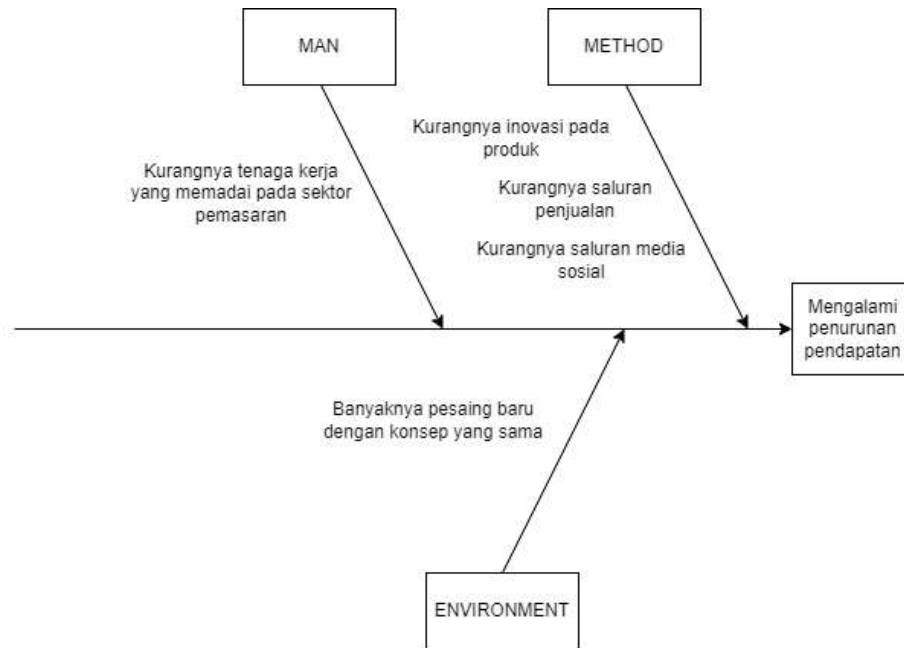 MAN
METHOD
Kurangnya inovasi pada
produk
Kurangnya tenaga kerja
yang memadai pada sektor
pemasaran
Kurangnya saluran
penjualan
Kurangnya saluran media
sosial
Mengalami
penurunan
pendapatan
Banyaknya pesaing baru
dengan konsep yang sama
ENVIRONMENT